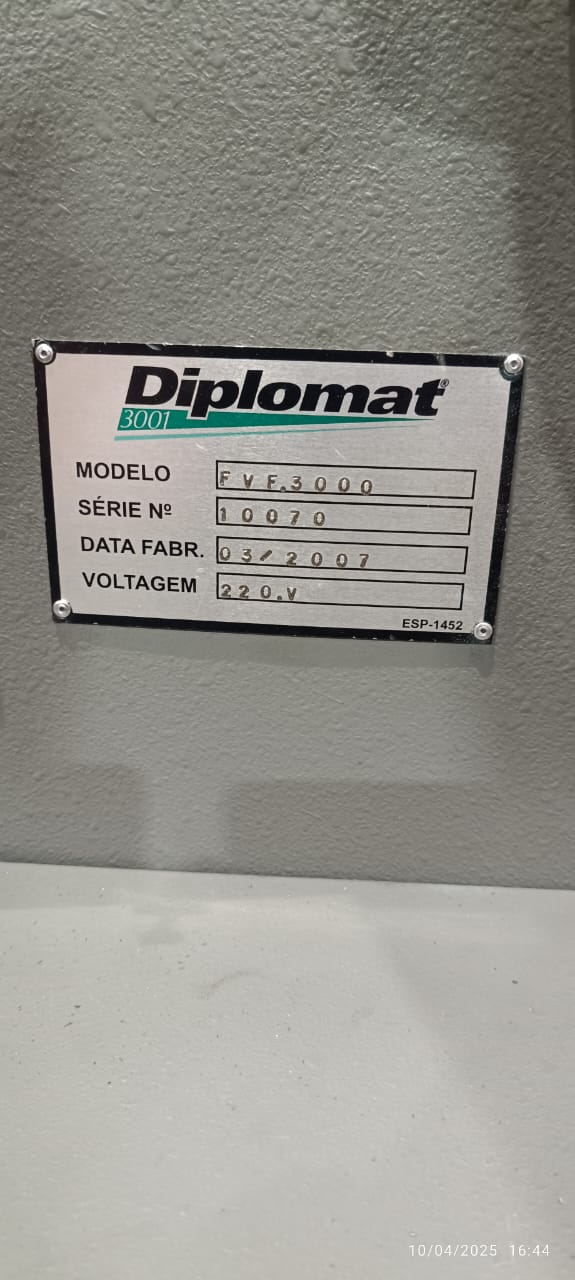 Diplomat®
3001
MODELO FVF.3000
SÉRIE Nº 10070
DATA FABR. 03/2007
VOLTAGEM 220.V
ESP-1452
10/04/2025 16:44